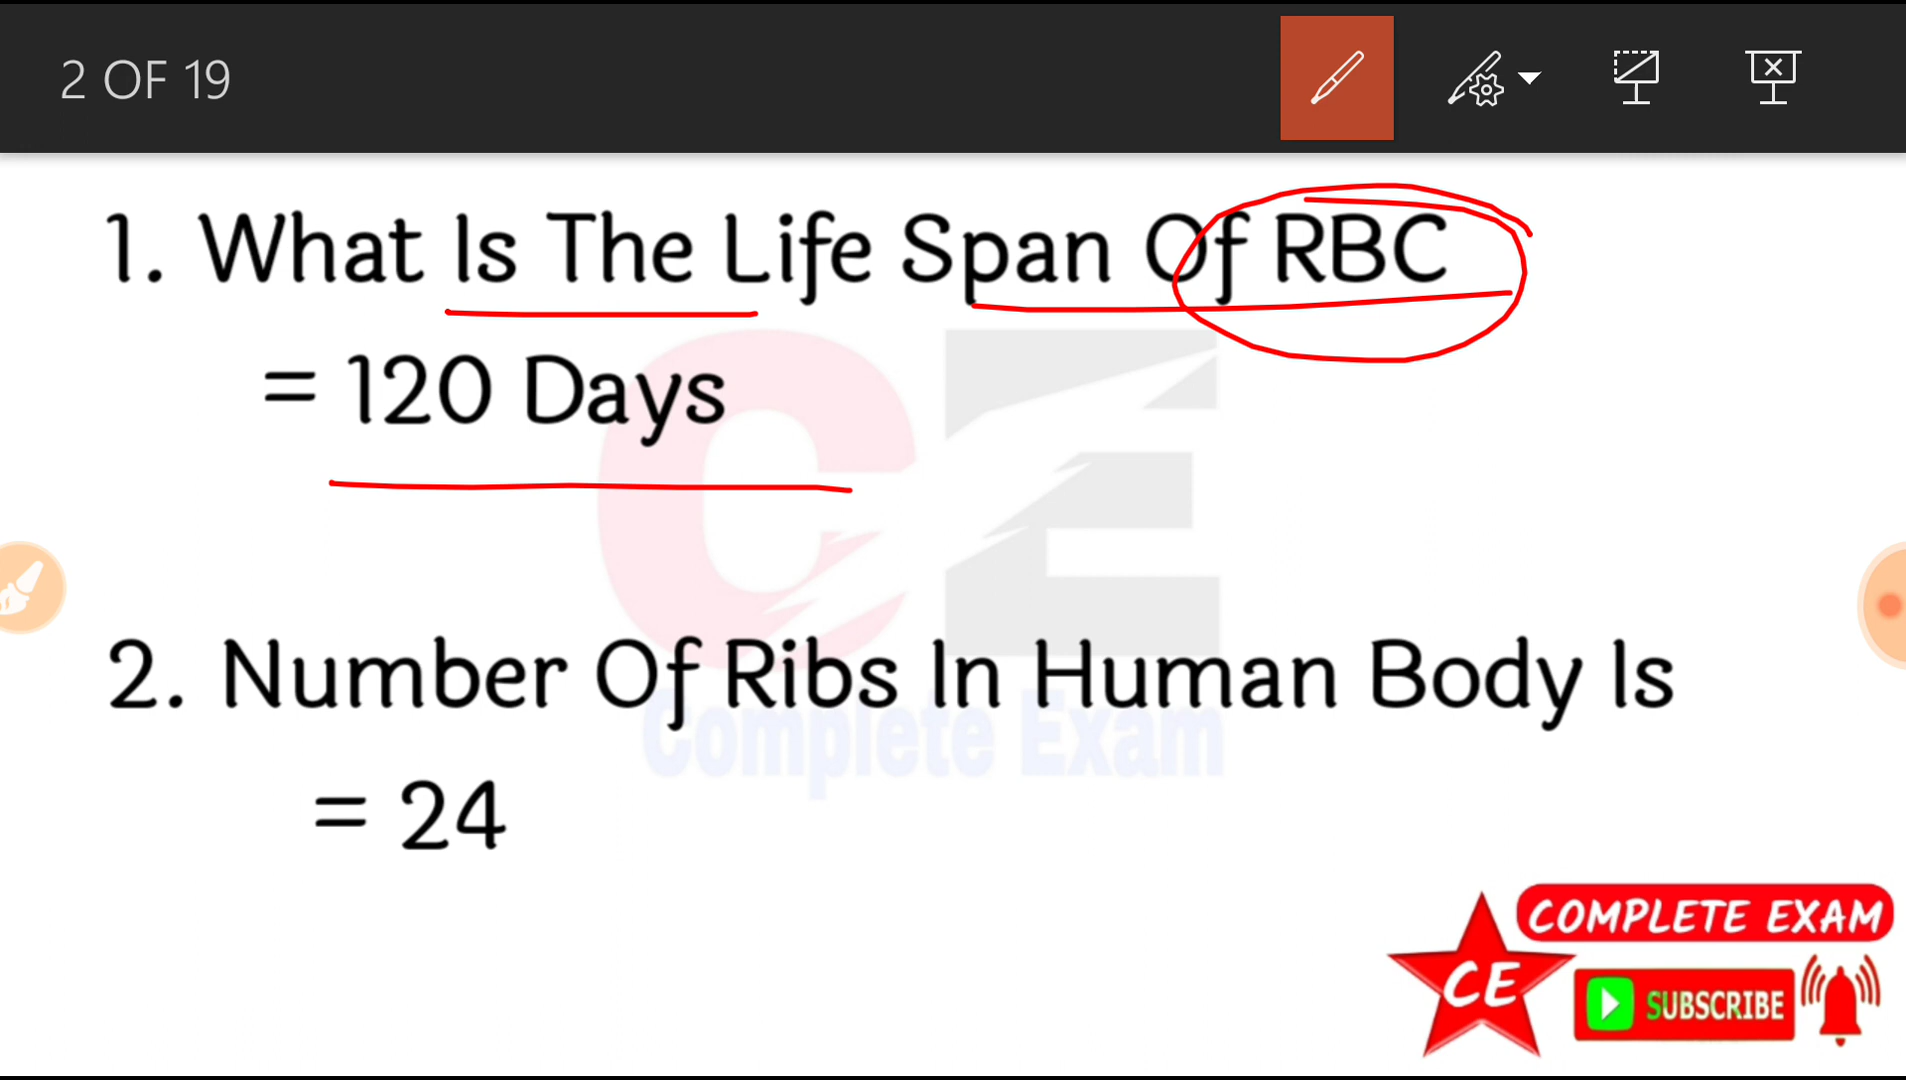 2 OF 19
1. What Is The Life Span Of RBC
= 120 Days
2. Number Of Ribs In Human Body Is
Complete Exam
= 24
COMPLETE EXAM
CE
SUBSCRIBE